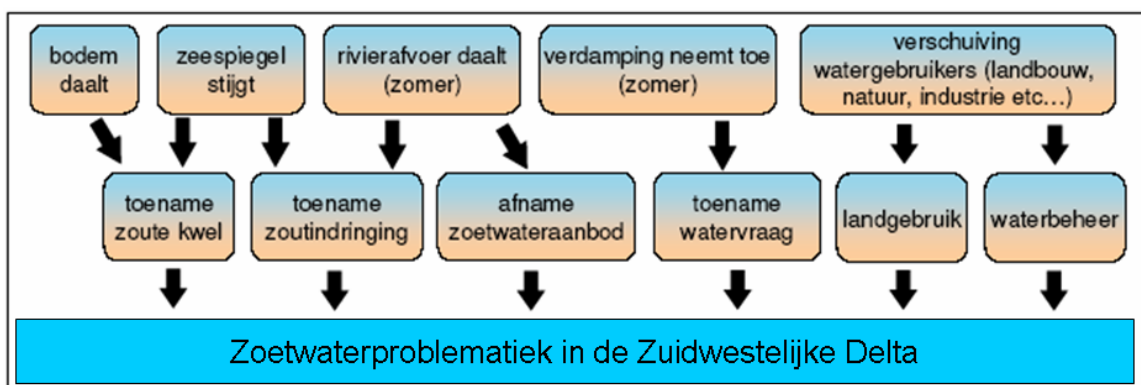 bodem
daalt
zeespiegel
stijgt
rivierafvoer daalt
(zomer)
verdamping neemt toe
(zomer)
verschuiving
watergebruikers (landbouw,
natuur, industrie etc...)
toename
zoute kwel
toename
zoutindringing
afname
zoetwateraanbod
toename
watervraag
landgebruik
waterbeheer
Zoetwaterproblematiek in de Zuidwestelijke Delta